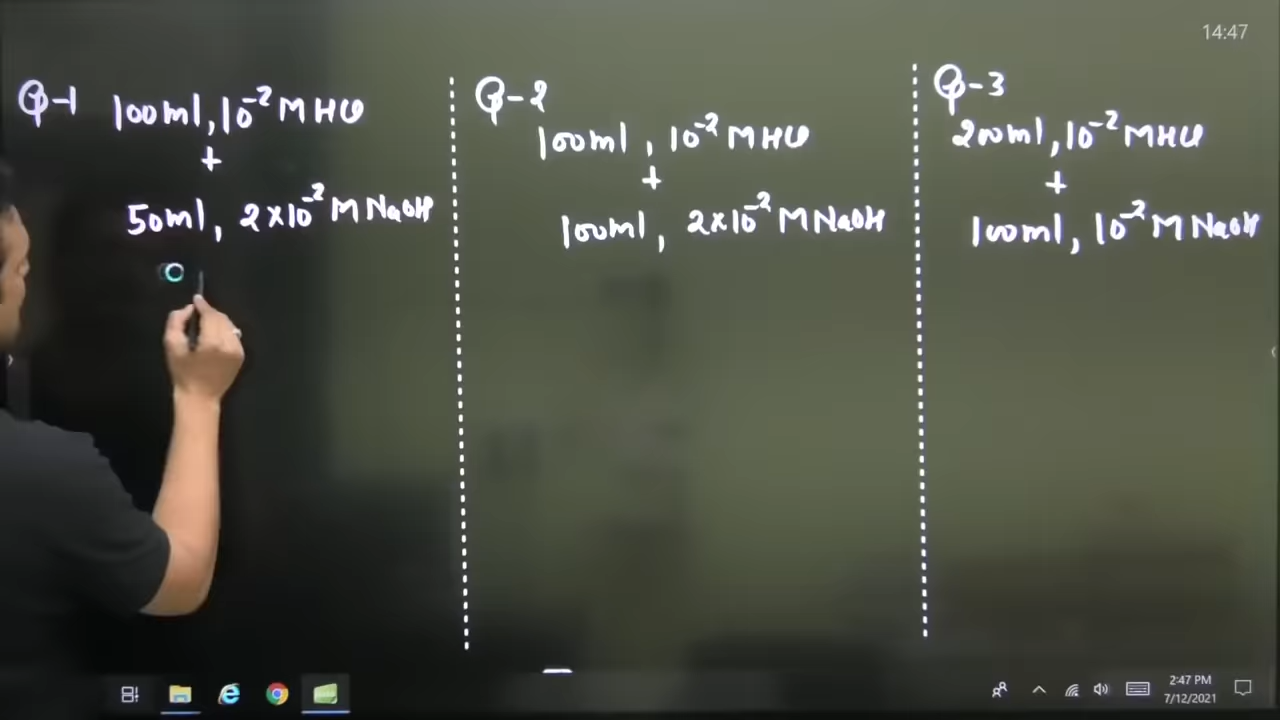 14:47
Q-1 100ml, 10⁻² M HCl
+
50ml, 2×10⁻² M NaOH
Q-2
100ml, 10⁻² M HCl
+
100ml, 2×10⁻² M NaOH
Q-3
200ml, 10⁻² M HCl
+
100ml, 10⁻² M NaOH
2:47 PM
7/12/2021